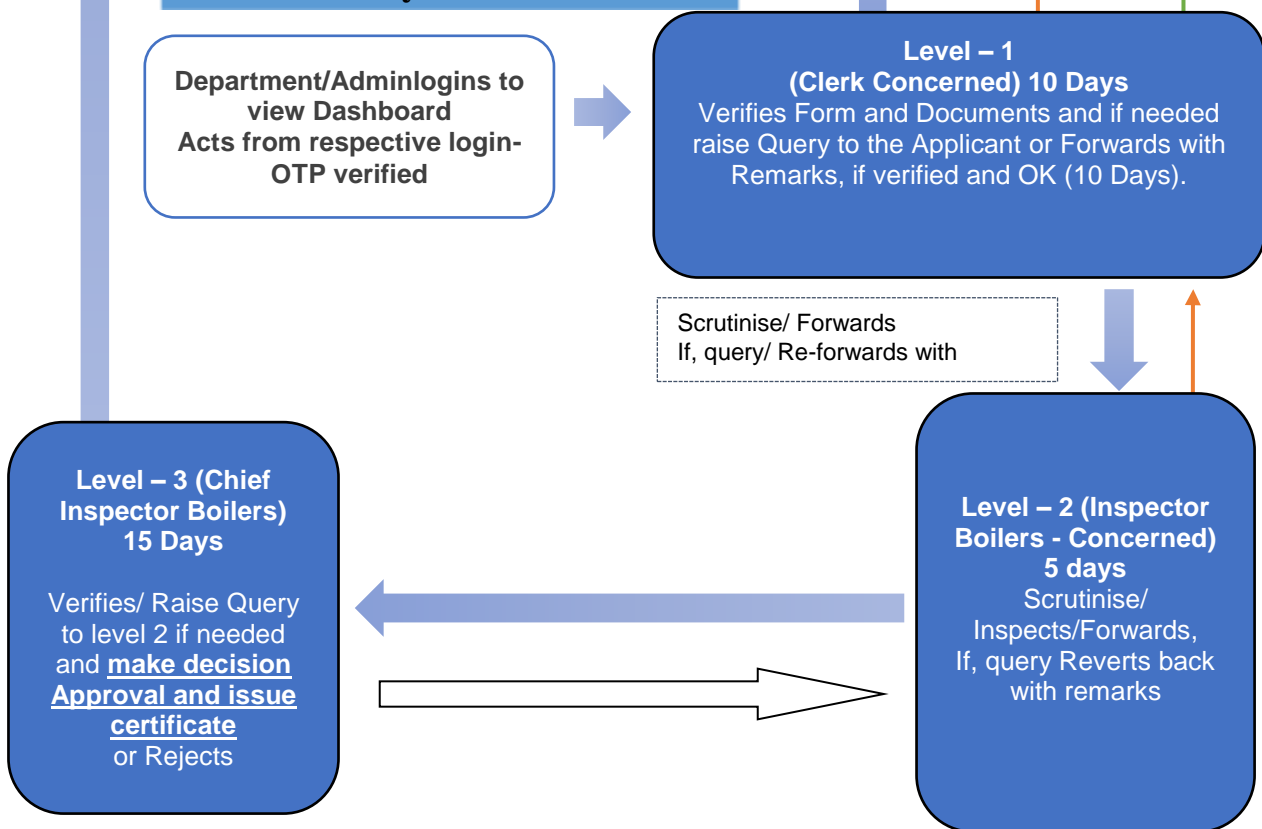 Department/Adminlogins to
view Dashboard
Acts from respective login-
OTP verified
Level – 1
(Clerk Concerned) 10 Days
Verifies Form and Documents and if needed
raise Query to the Applicant or Forwards with
Remarks, if verified and OK (10 Days).
Scrutinise/ Forwards
If, query/ Re-forwards with
Level – 3 (Chief
Inspector Boilers)
15 Days
Verifies/ Raise Query
to level 2 if needed
and make decision
Approval and issue
certificate
or Rejects
Level – 2 (Inspector
Boilers - Concerned)
5 days
Scrutinise/
Inspects/Forwards,
If, query Reverts back
with remarks